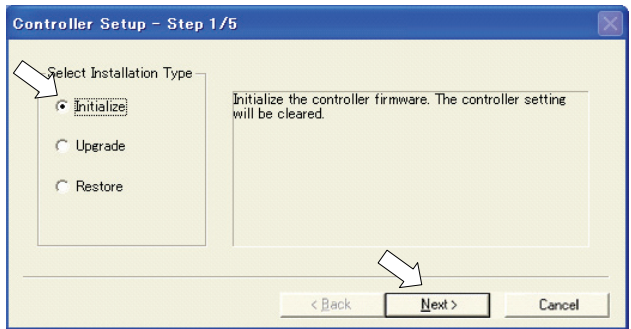 Controller Setup - Step 1/5
Select Installation Type
Initialize
Initialize the controller firmware. The controller setting
will be cleared.
Upgrade
Restore
< Back
Next >
Cancel